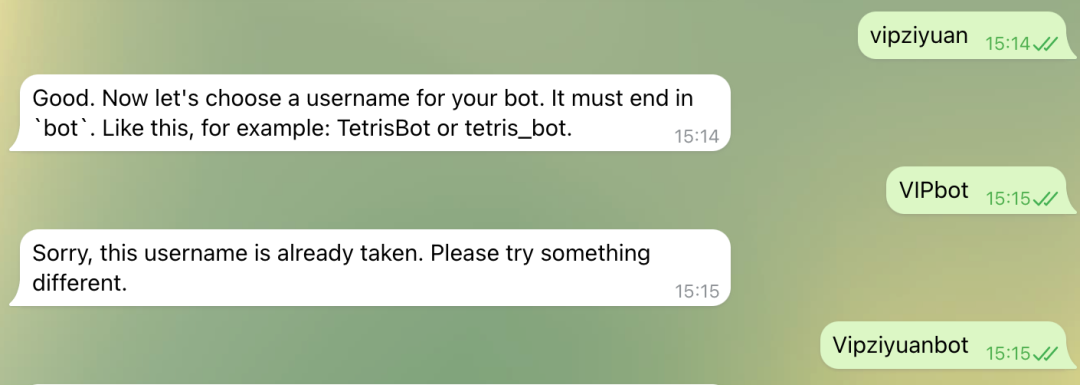 vipziyuan 15:14
Good. Now let's choose a username for your bot. It must end in
`bot`. Like this, for example: TetrisBot or tetris_bot. 15:14
VIPbot 15:15
Sorry, this username is already taken. Please try something
different. 15:15
Vipziyuanbot 15:15